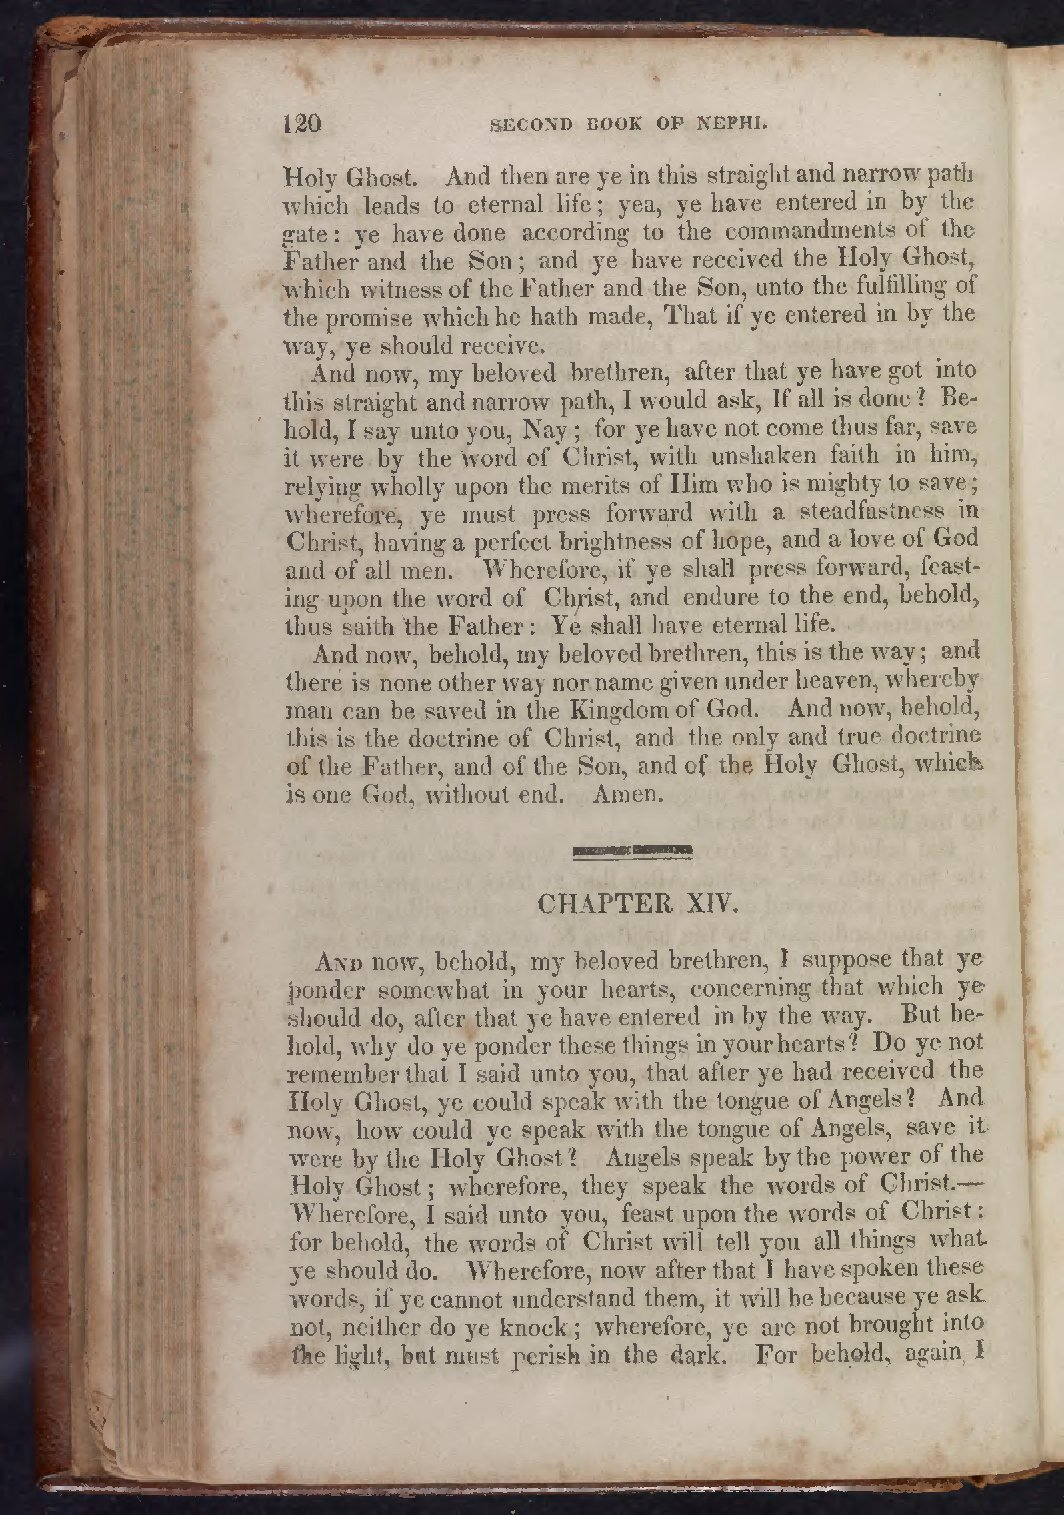 120 SECOND BOOK OF NEPHI.
Holy Ghost. And then are ye in this straight and narrow path
which leads to eternal life; yea, ye have entered in by the
gate: ye have done according to the commandments of the
Father and the Son; and ye have received the Holy Ghost,
which witness of the Father and the Son, unto the fulfilling of
the promise which he hath made, That if ye entered in by the
way, ye should receive.
And now, my beloved brethren, after that ye have got into
this straight and narrow path, I would ask, If all is done? Be-
hold, I say unto you, Nay; for ye have not come thus far, save
it were by the word of Christ, with unshaken faith in him,
relying wholly upon the merits of Him who is mighty to save;
wherefore, ye must press forward with a steadfastness in
Christ, having a perfect brightness of hope, and a love of God
and of all men. Wherefore, if ye shall press forward, feast-
ing upon the word of Christ, and endure to the end, behold,
thus saith the Father: Ye shall have eternal life.
And now, behold, my beloved brethren, this is the way; and
there is none other way nor name given under heaven, whereby
man can be saved in the Kingdom of God. And now, behold,
this is the doctrine of Christ, and the only and true doctrine
of the Father, and of the Son, and of the Holy Ghost, which
is one God, without end. Amen.
CHAPTER XIV.
AND now, behold, my beloved brethren, I suppose that ye
ponder somewhat in your hearts, concerning that which ye
should do, after that ye have entered in by the way. But be-
hold, why do ye ponder these things in your hearts? Do ye not
remember that I said unto you, that after ye had received the
Holy Ghost, ye could speak with the tongue of Angels? And
now, how could ye speak with the tongue of Angels, save it
were by the Holy Ghost? Angels speak by the power of the
Holy Ghost; wherefore, they speak the words of Christ.—
Wherefore, I said unto you, feast upon the words of Christ:
for behold, the words of Christ will tell you all things what
ye should do. Wherefore, now after that I have spoken these
words, if ye cannot understand them, it will be because ye ask
not, neither do ye knock; wherefore, ye are not brought into
the light, but must perish in the dark. For behold, again I